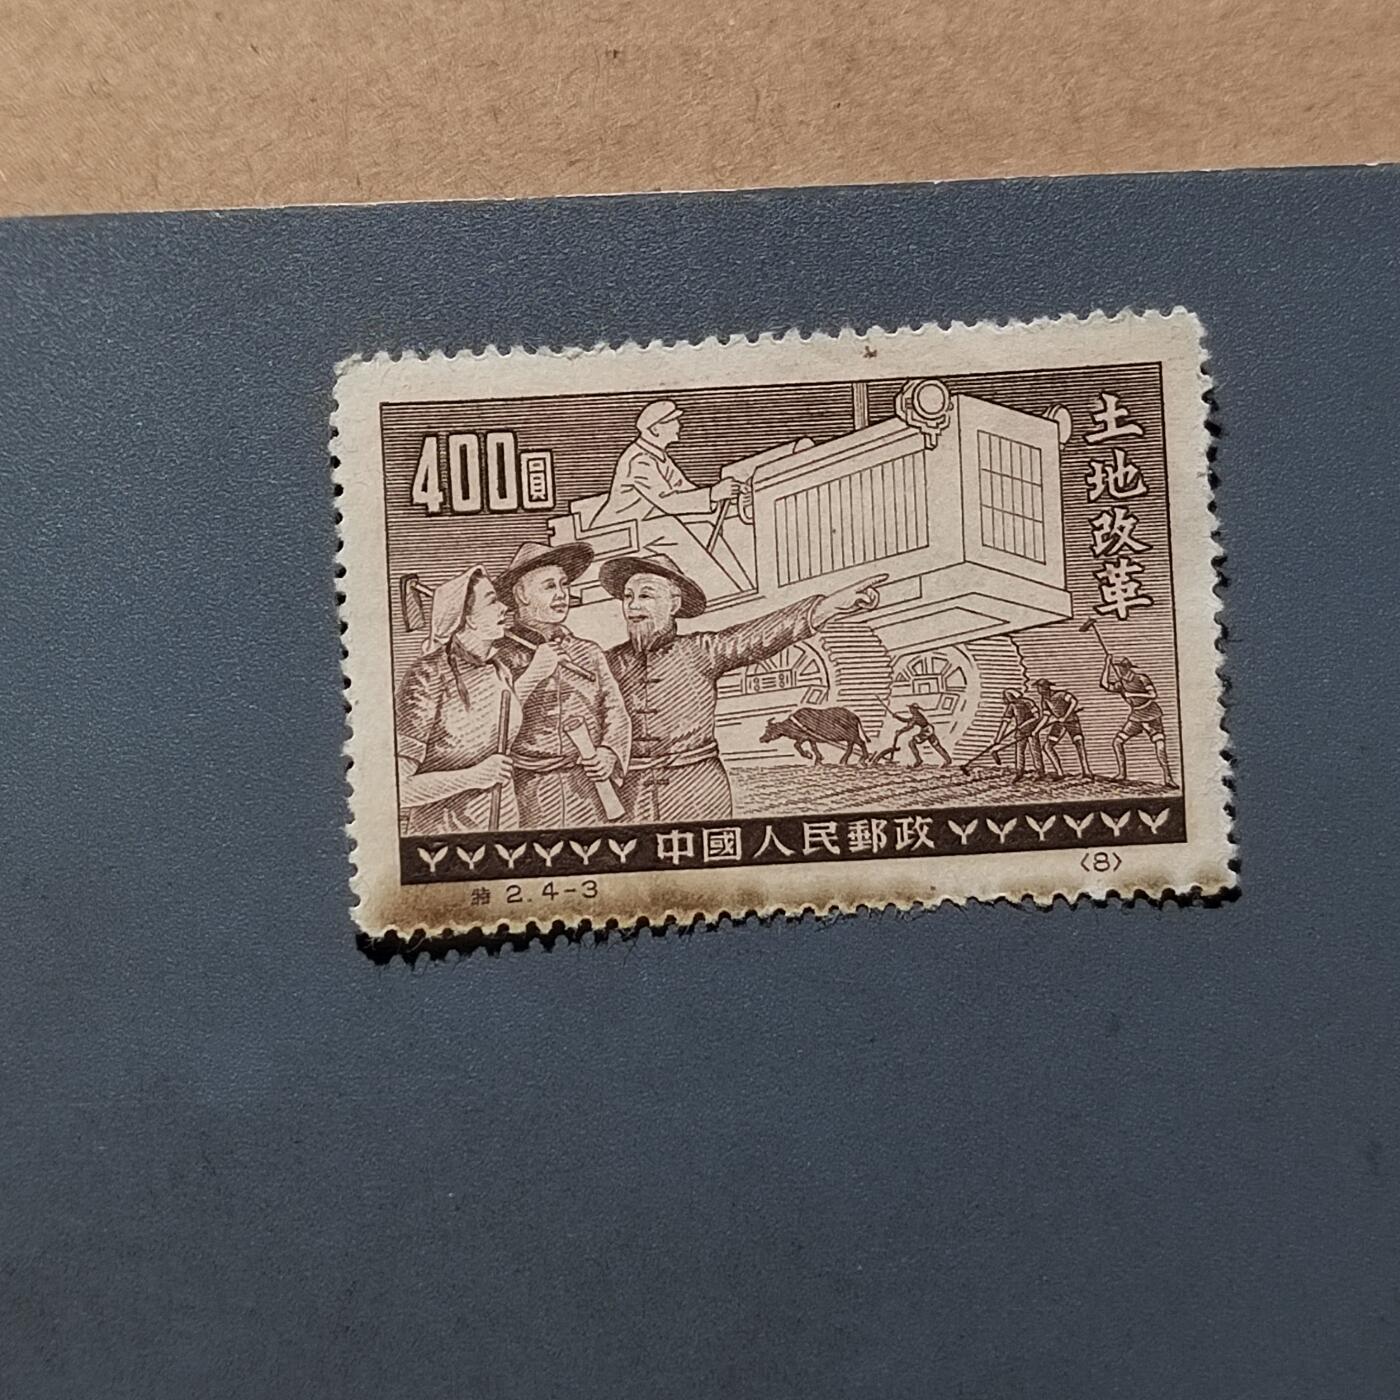 400圓
土地改革
中國人民郵政
特 2.4-3
〈8〉